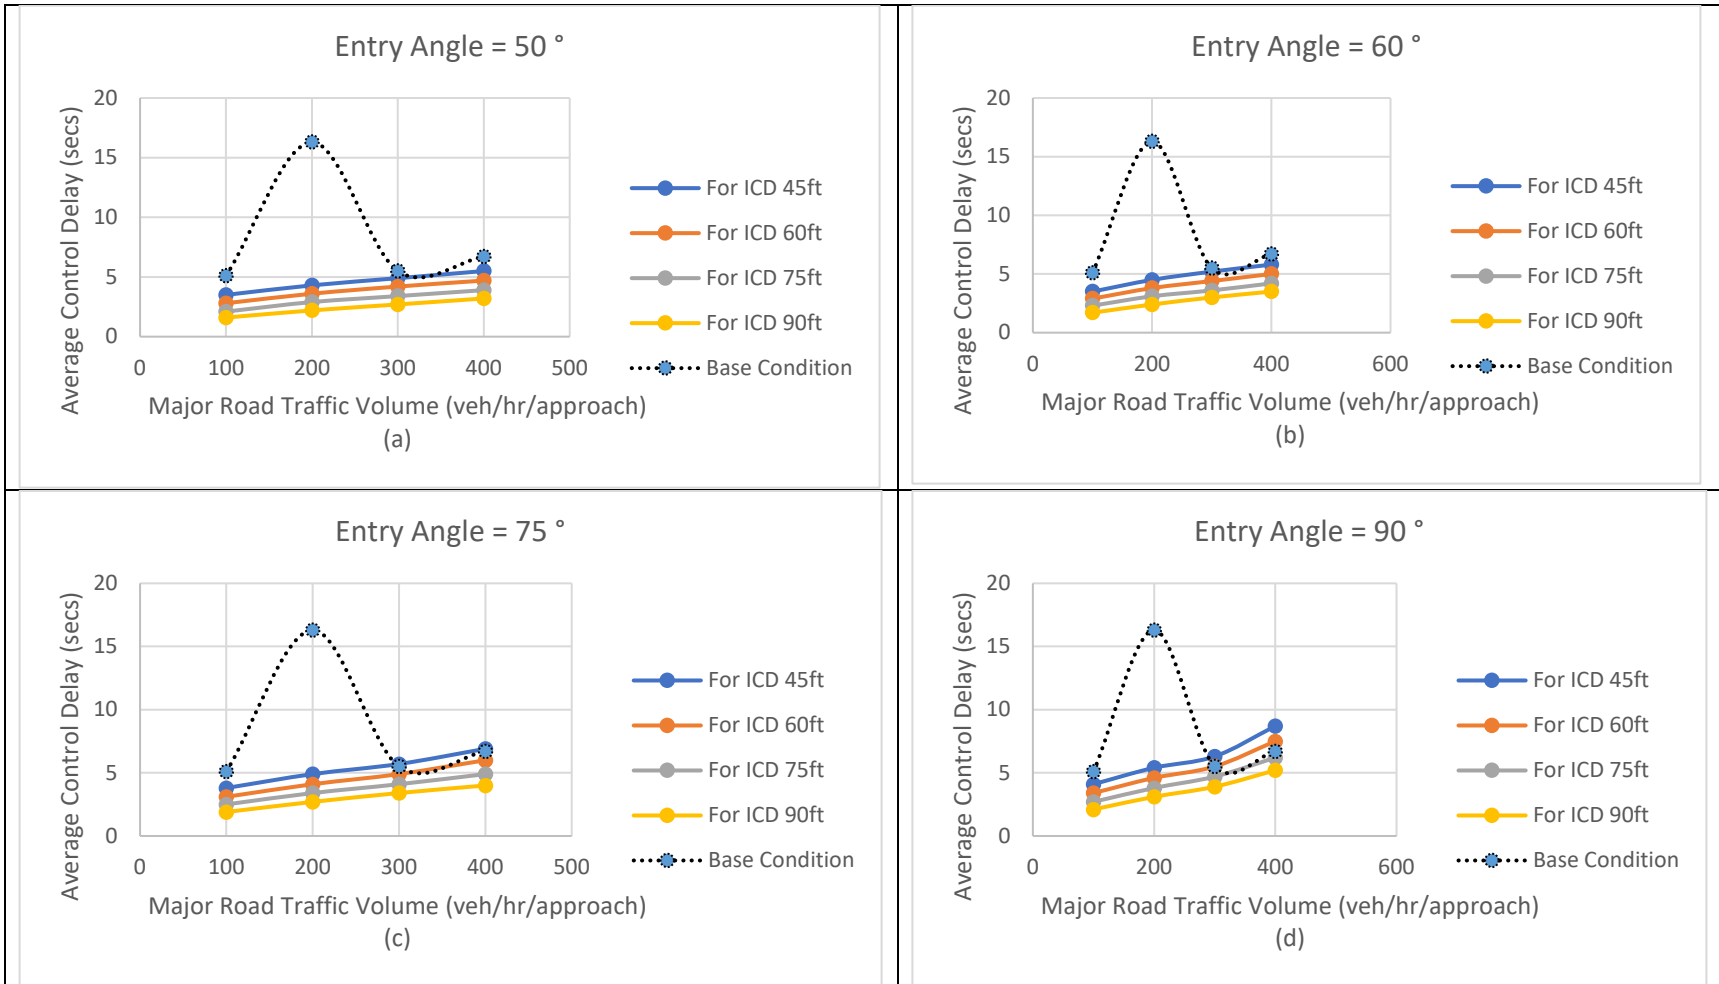 Entry Angle = 50 °
Average Control Delay (secs)
20
15
10
5
0
0 100 200 300 400 500
Major Road Traffic Volume (veh/hr/approach)
(a)
For ICD 45ft
For ICD 60ft
For ICD 75ft
For ICD 90ft
Base Condition
Entry Angle = 60 °
Average Control Delay (secs)
20
15
10
5
0
0 200 400 600
Major Road Traffic Volume (veh/hr/approach)
(b)
For ICD 45ft
For ICD 60ft
For ICD 75ft
For ICD 90ft
Base Condition
Entry Angle = 75 °
Average Control Delay (secs)
20
15
10
5
0
0 100 200 300 400 500
Major Road Traffic Volume (veh/hr/approach)
(c)
For ICD 45ft
For ICD 60ft
For ICD 75ft
For ICD 90ft
Base Condition
Entry Angle = 90 °
Average Control Delay (secs)
20
15
10
5
0
0 200 400 600
Major Road Traffic Volume (veh/hr/approach)
(d)
For ICD 45ft
For ICD 60ft
For ICD 75ft
For ICD 90ft
Base Condition